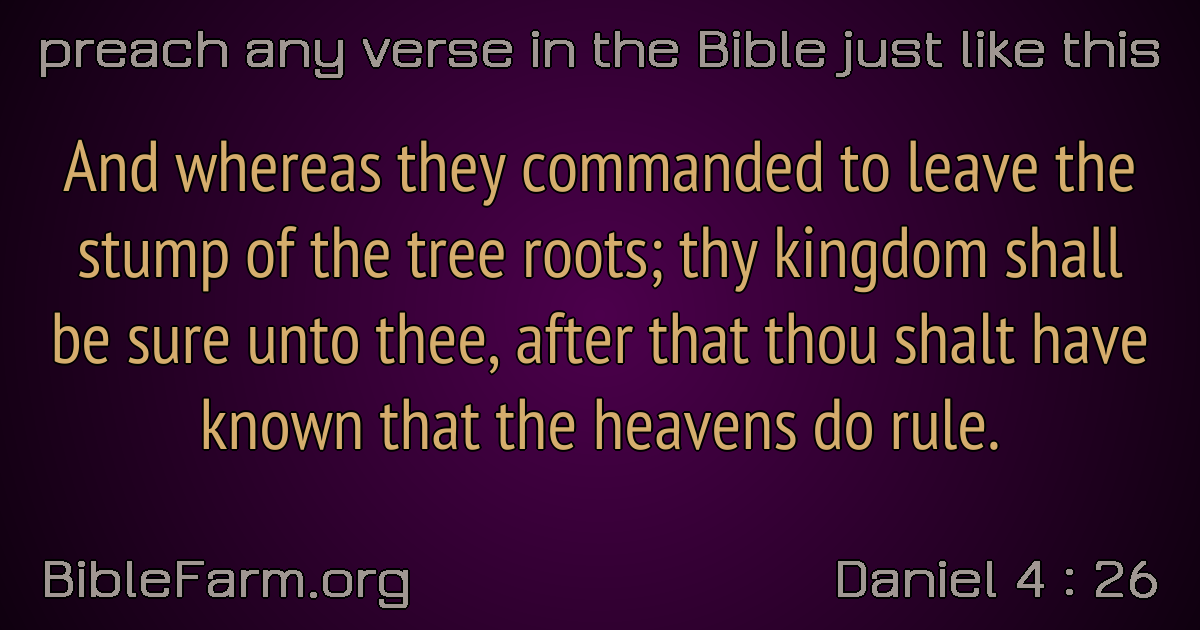 preach any verse in the Bible just like this
And whereas they commanded to leave the
stump of the tree roots; thy kingdom shall
be sure unto thee, after that thou shalt have
known that the heavens do rule.
BibleFarm.org
Daniel 4 : 26